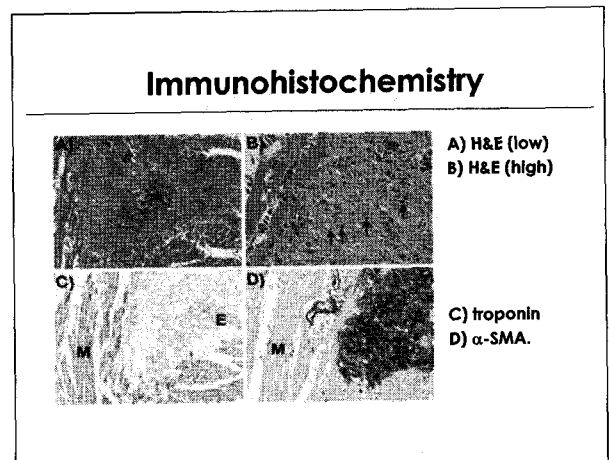 Immunohistochemistry
A)
B)
A) H&E (low)
B) H&E (high)
C)
E
M
D)
M
C) troponin
D) α-SMA.